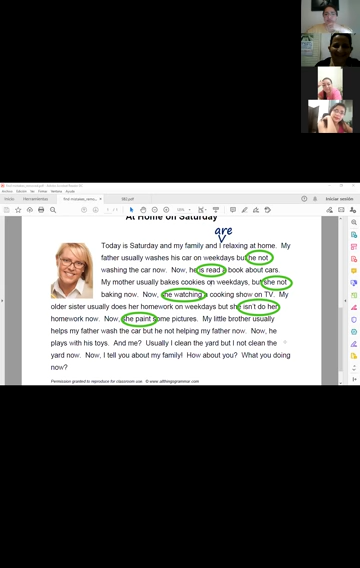 Inicio Herramientas Iniciar sesión
At Home on Saturday
are
Today is Saturday and my family and I relaxing at home. My
father usually washes his car on weekdays but he not
washing the car now. Now, he is read a book about cars.
My mother usually bakes cookies on weekdays, but she not
baking now. Now, she watching a cooking show on TV. My
older sister usually does her homework on weekdays but she isn't do her
homework now. Now, she paint some pictures. My little brother usually
helps my father wash the car but he not helping my father now. Now, he
plays with his toys. And me? Usually I clean the yard but I not clean the
yard now. Now, I tell you about my family! How about you? What you doing
now?
Permission granted to reproduce for classroom use. © www.allthingsgrammar.com